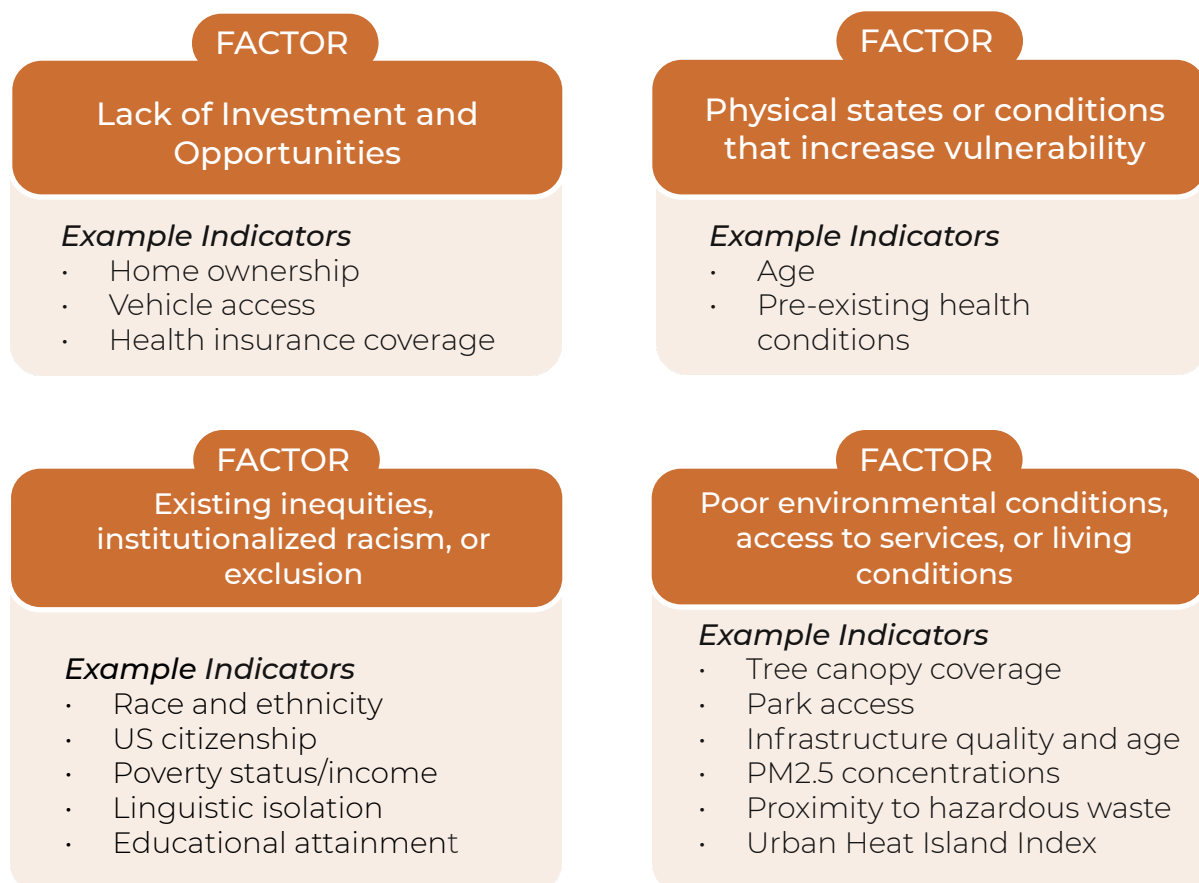 FACTOR
Lack of Investment and
Opportunities
Example Indicators
· Home ownership
· Vehicle access
· Health insurance coverage
FACTOR
Physical states or conditions
that increase vulnerability
Example Indicators
· Age
· Pre-existing health
conditions
FACTOR
Existing inequities,
institutionalized racism, or
exclusion
Example Indicators
· Race and ethnicity
· US citizenship
· Poverty status/income
· Linguistic isolation
· Educational attainment
FACTOR
Poor environmental conditions,
access to services, or living
conditions
Example Indicators
· Tree canopy coverage
· Park access
· Infrastructure quality and age
· PM2.5 concentrations
· Proximity to hazardous waste
· Urban Heat Island Index